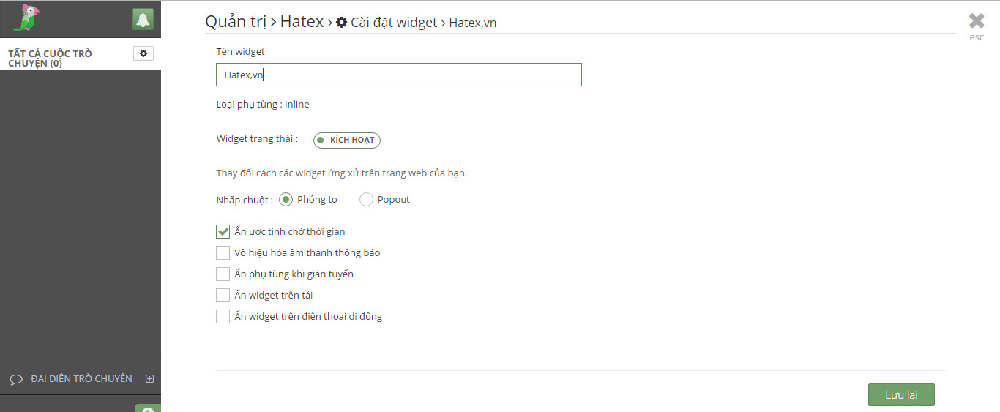 TẤT CẢ CUỘC TRÒ
CHUYỆN (0)
ĐẠI DIỆN TRÒ CHUYỆN
Quản trị > Hatex > Cài đặt widget > Hatex,vn
esc
Tên widget
Hatex,vn
Loại phụ tùng : Inline
Widget trạng thái : KÍCH HOẠT
Thay đổi cách các widget ứng xử trên trang web của bạn.
Nhấp chuột : Phóng to Popout
Ẩn ước tính chờ thời gian
Vô hiệu hóa âm thanh thông báo
Ẩn phụ tùng khi gián tuyến
Ẩn widget trên tải
Ẩn widget trên điện thoại di động
Lưu lại